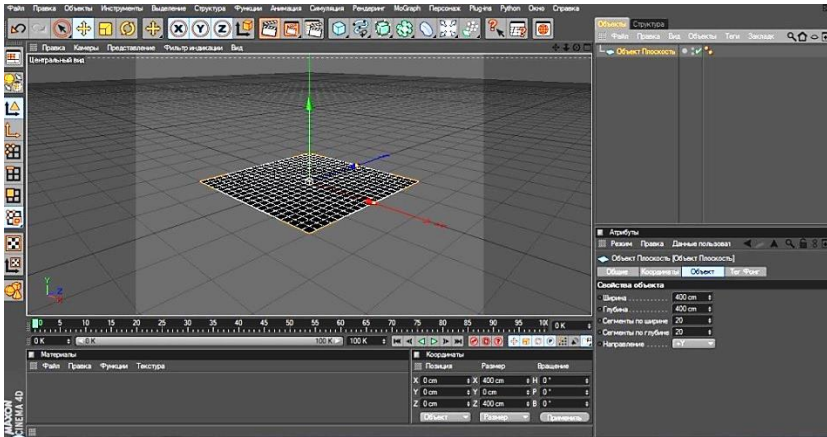 Файл Правка Объекты Инструменты Выделение Структура Функции Анимация Симуляция Рендеринг MoGraph Персонаж Plug-ins Python Окно Справка
Правка Камеры Представление Фильтр индикации Вид
Центральный вид
Y
Z
X
0 5 10 15 20 25 30 35 40 45 50 55 60 65 70 75 80 85 90 95 10( 0 K
0 K 0 K 100 K 100 K
Материалы
Файл Правка Функции Текстура
Координаты
Позиция Размер Вращение
X 0 cm X 400 cm H 0 °
Y 0 cm Y 0 cm P 0 °
Z 0 cm Z 400 cm B 0 °
Объект Размер Применить
MAXON
CINEMA 4D
Объекты Структура
Файл Правка Вид Объекты Теги Закладк
Объект Плоскость
Атрибуты
Режим Правка Данные пользоват
Объект Плоскость [Объект Плоскость]
Общие Координаты Объект Тег Фонг
Свойства объекта
Ширина 400 cm
Глубина 400 cm
Сегменты по ширине 20
Сегменты по глубине 20
Направление +Y